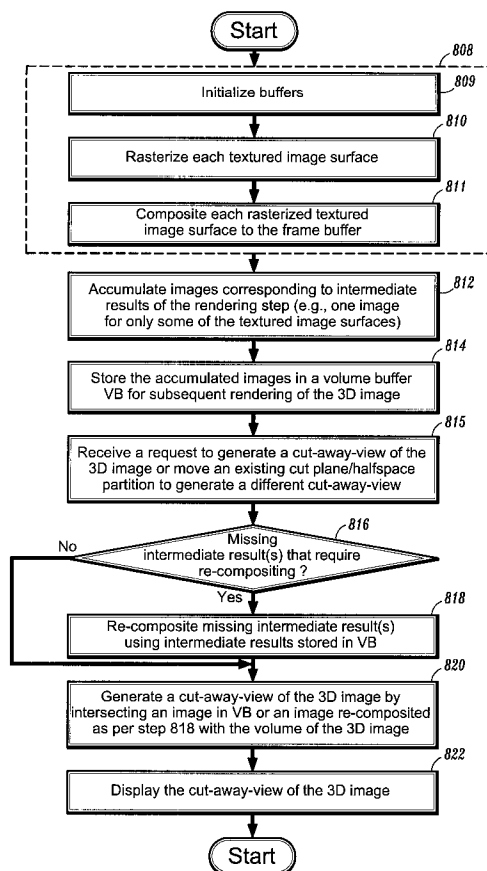 Start
808
809
Initialize buffers
810
Rasterize each textured image surface
811
Composite each rasterized textured
image surface to the frame buffer
812
Accumulate images corresponding to intermediate
results of the rendering step (e.g., one image
for only some of the textured image surfaces)
814
Store the accumulated images in a volume buffer
VB for subsequent rendering of the 3D image
815
Receive a request to generate a cut-away-view of the
3D image or move an existing cut plane/halfspace
partition to generate a different cut-away-view
816
No
Missing
intermediate result(s) that require
re-compositing ?
Yes
818
Re-composite missing intermediate result(s)
using intermediate results stored in VB
820
Generate a cut-away-view of the 3D image by
intersecting an image in VB or an image re-composited
as per step 818 with the volume of the 3D image
822
Display the cut-away-view of the 3D image
Start